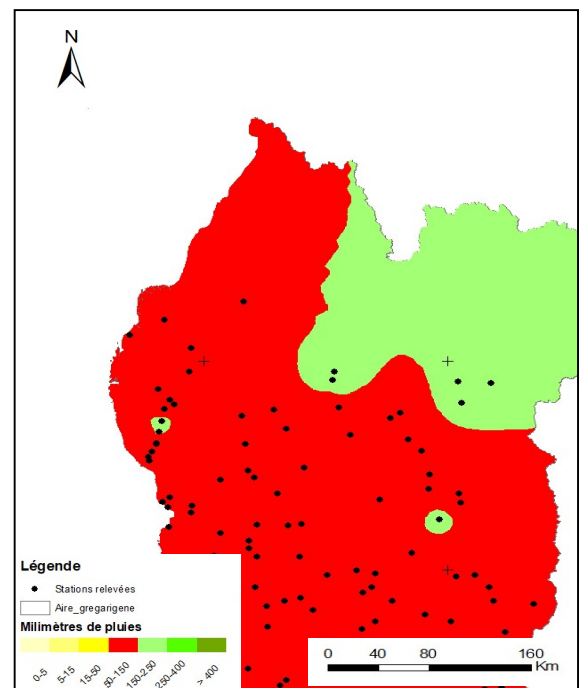 N
Légende
Stations relevées
Aire_gregarigene
Milimètres de pluies
0-5 5-15 15-50 50-150 150-250 250-400 > 400
0 40 80 160
Km